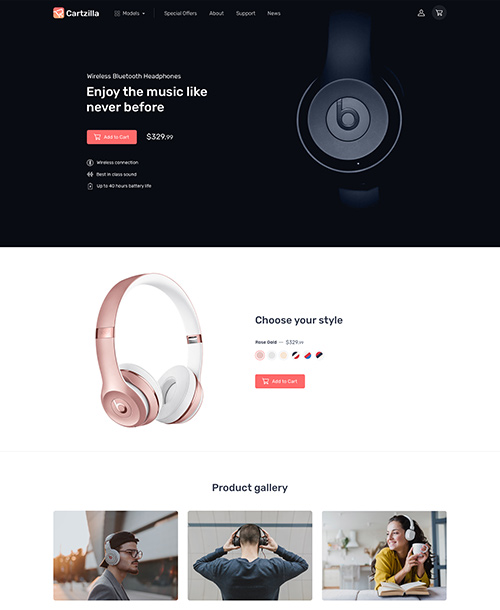 Cartzilla
Models
Special Offers
About
Support
News
Wireless Bluetooth Headphones
Enjoy the music like
never before
Add to Cart
$329.99
Wireless connection
Best in class sound
Up to 40 hours battery life
Choose your style
Rose Gold — $329.99
Add to Cart
Product gallery